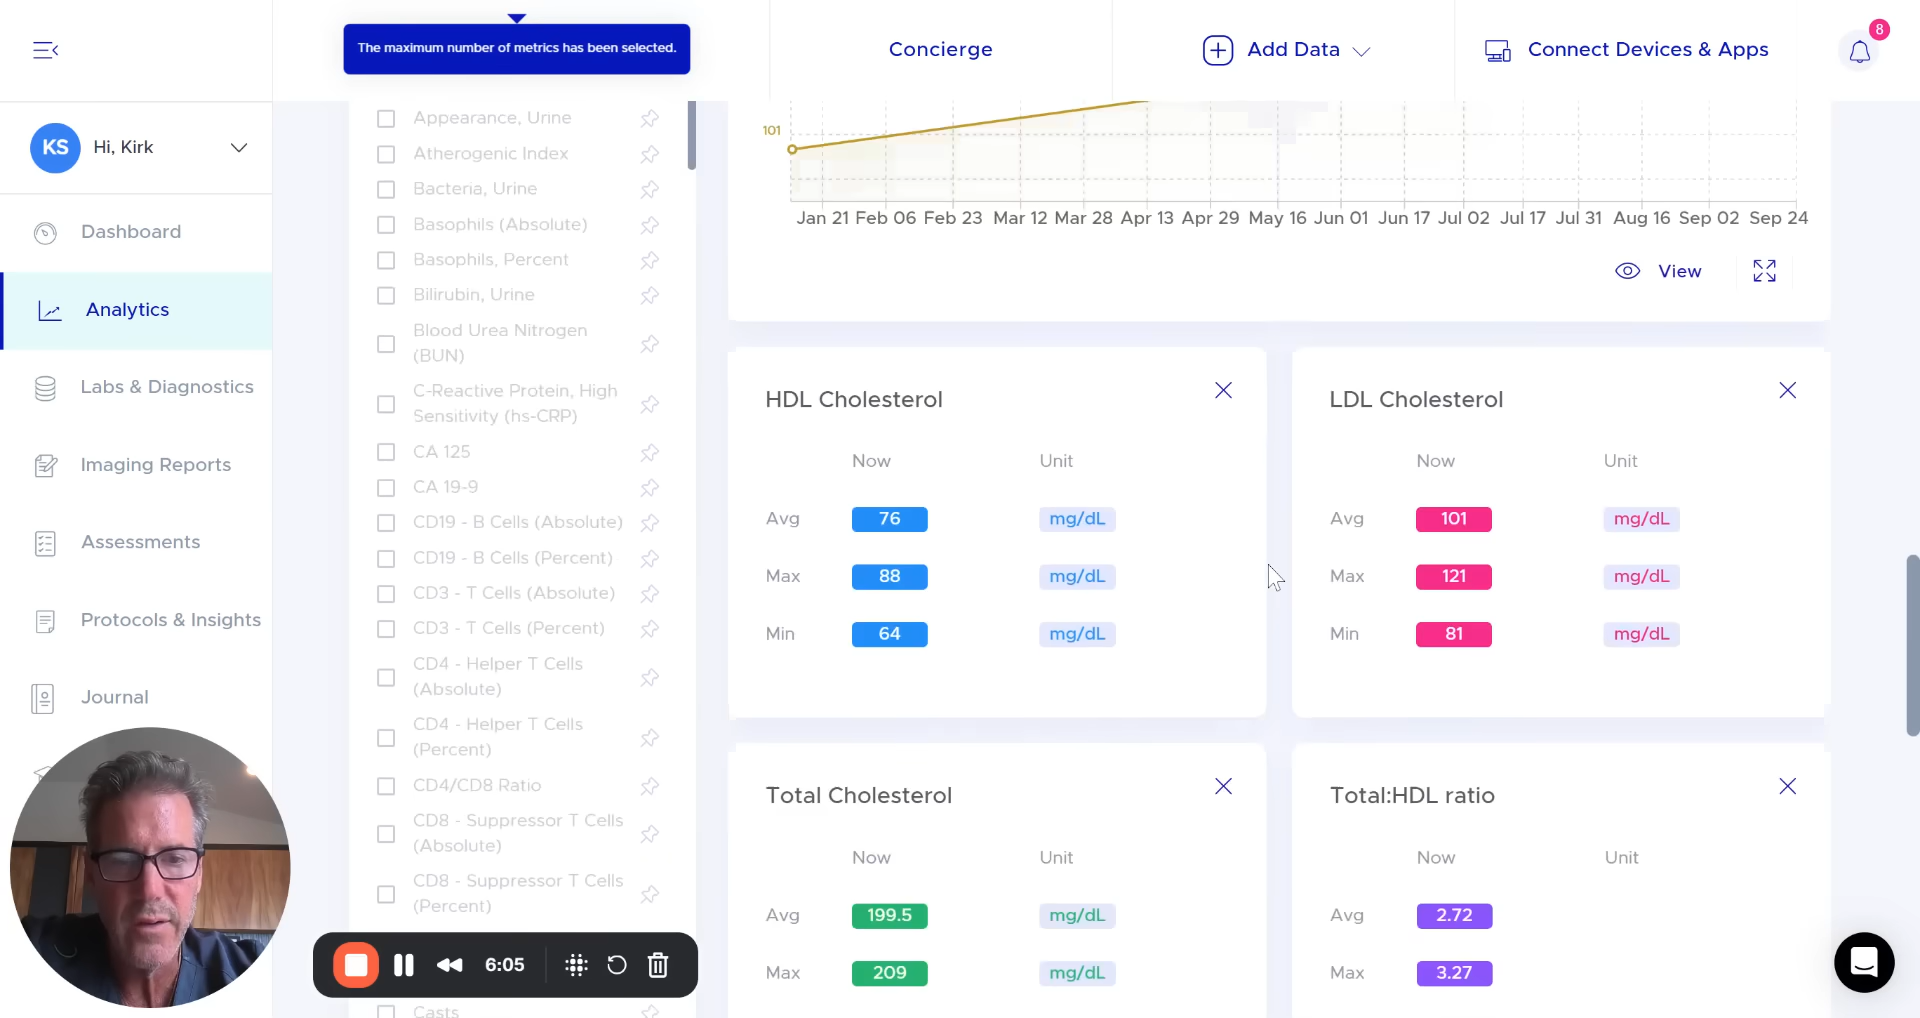 The maximum number of metrics has been selected.
Concierge
Add Data
Connect Devices & Apps
8
KS
Hi, Kirk
Dashboard
Analytics
Labs & Diagnostics
Imaging Reports
Assessments
Protocols & Insights
Journal
Appearance, Urine
Atherogenic Index
Bacteria, Urine
Basophils (Absolute)
Basophils, Percent
Bilirubin, Urine
Blood Urea Nitrogen
(BUN)
C-Reactive Protein, High
Sensitivity (hs-CRP)
CA 125
CA 19-9
CD19 - B Cells (Absolute)
CD19 - B Cells (Percent)
CD3 - T Cells (Absolute)
CD3 - T Cells (Percent)
CD4 - Helper T Cells
(Absolute)
CD4 - Helper T Cells
(Percent)
CD4/CD8 Ratio
CD8 - Suppressor T Cells
(Absolute)
CD8 - Suppressor T Cells
(Percent)
Casts
6:05
101
Jan 21 Feb 06 Feb 23 Mar 12 Mar 28 Apr 13 Apr 29 May 16 Jun 01 Jun 17 Jul 02 Jul 17 Jul 31 Aug 16 Sep 02 Sep 24
View
HDL Cholesterol
Now Unit
Avg 76 mg/dL
Max 88 mg/dL
Min 64 mg/dL
LDL Cholesterol
Now Unit
Avg 101 mg/dL
Max 121 mg/dL
Min 81 mg/dL
Total Cholesterol
Now Unit
Avg 199.5 mg/dL
Max 209 mg/dL
Total:HDL ratio
Now Unit
Avg 2.72
Max 3.27